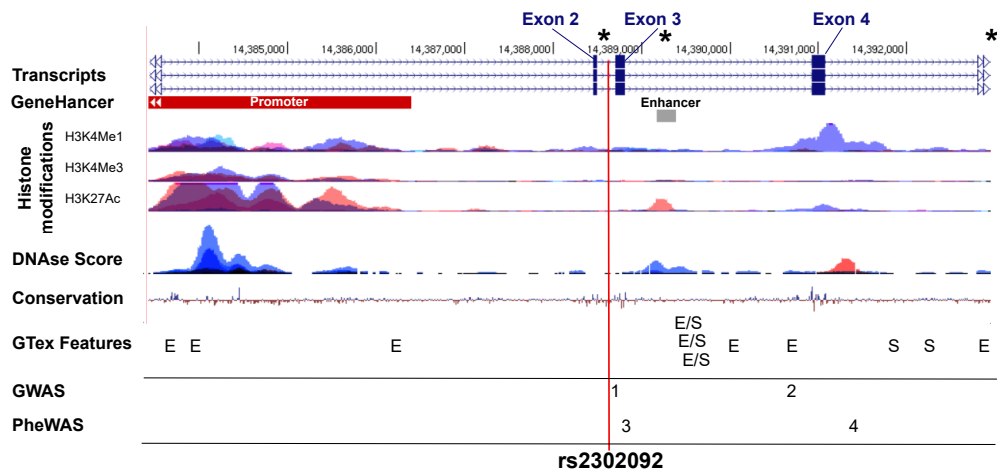 Exon 2 Exon 3 Exon 4
* * *
14,385,000 14,386,000 14,387,000 14,388,000 14,389,000 14,390,000 14,391,000 14,392,000
Transcripts
GeneHancer Promoter Enhancer
Histone modifications
H3K4Me1
H3K4Me3
H3K27Ac
DNAse Score
Conservation
E/S
GTex Features E E E E/S E E S S E
E/S
GWAS 1 2
PheWAS 3 4
rs2302092